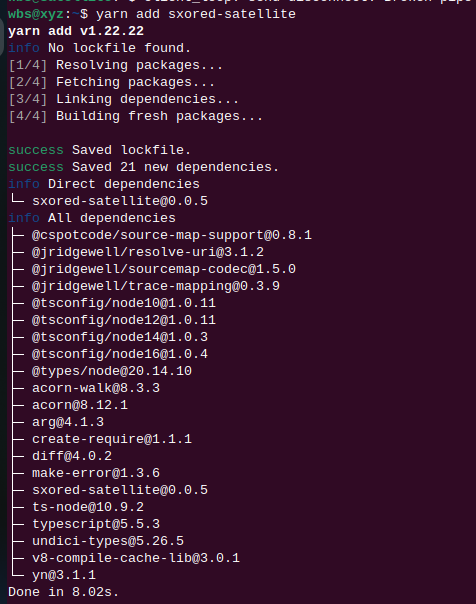 wbs@xyz:~$ yarn add sxored-satellite
yarn add v1.22.22
info No lockfile found.
[1/4] Resolving packages...
[2/4] Fetching packages...
[3/4] Linking dependencies...
[4/4] Building fresh packages...
success Saved lockfile.
success Saved 21 new dependencies.
info Direct dependencies
└─ sxored-satellite@0.0.5
info All dependencies
├─ @cspotcode/source-map-support@0.8.1
├─ @jridgewell/resolve-uri@3.1.2
├─ @jridgewell/sourcemap-codec@1.5.0
├─ @jridgewell/trace-mapping@0.3.9
├─ @tsconfig/node10@1.0.11
├─ @tsconfig/node12@1.0.11
├─ @tsconfig/node14@1.0.3
├─ @tsconfig/node16@1.0.4
├─ @types/node@20.14.10
├─ acorn-walk@8.3.3
├─ acorn@8.12.1
├─ arg@4.1.3
├─ create-require@1.1.1
├─ diff@4.0.2
├─ make-error@1.3.6
├─ sxored-satellite@0.0.5
├─ ts-node@10.9.2
├─ typescript@5.5.3
├─ undici-types@5.26.5
├─ v8-compile-cache-lib@3.0.1
└─ yn@3.1.1
Done in 8.02s.